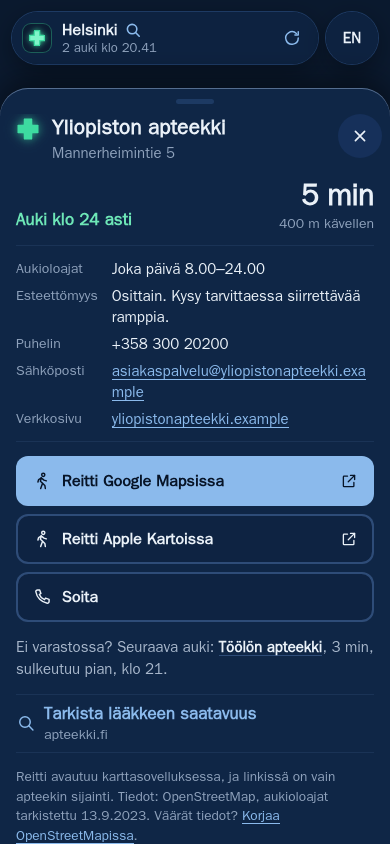 Helsinki
2 auki klo 20.41
EN
Yliopiston apteekki
Mannerheimintie 5
5 min
Auki klo 24 asti
400 m kävellen
Aukioloajat
Joka päivä 8.00–24.00
Esteettömyys
Osittain. Kysy tarvittaessa siirrettävää
ramppia.
Puhelin
+358 300 20200
Sähköposti
asiakaspalvelu@yliopistonapteekki.exa
mple
Verkkosivu
yliopistonapteekki.example
Reitti Google Mapsissa
Reitti Apple Kartoissa
Soita
Ei varastossa? Seuraava auki: Töölön apteekki, 3 min,
sulkeutuu pian, klo 21.
Tarkista lääkkeen saatavuus
apteekki.fi
Reitti avautuu karttasovelluksessa, ja linkissä on vain
apteekin sijainti. Tiedot: OpenStreetMap, aukioloajat
tarkistettu 13.9.2023. Väärät tiedot? Korjaa
OpenStreetMapissa.